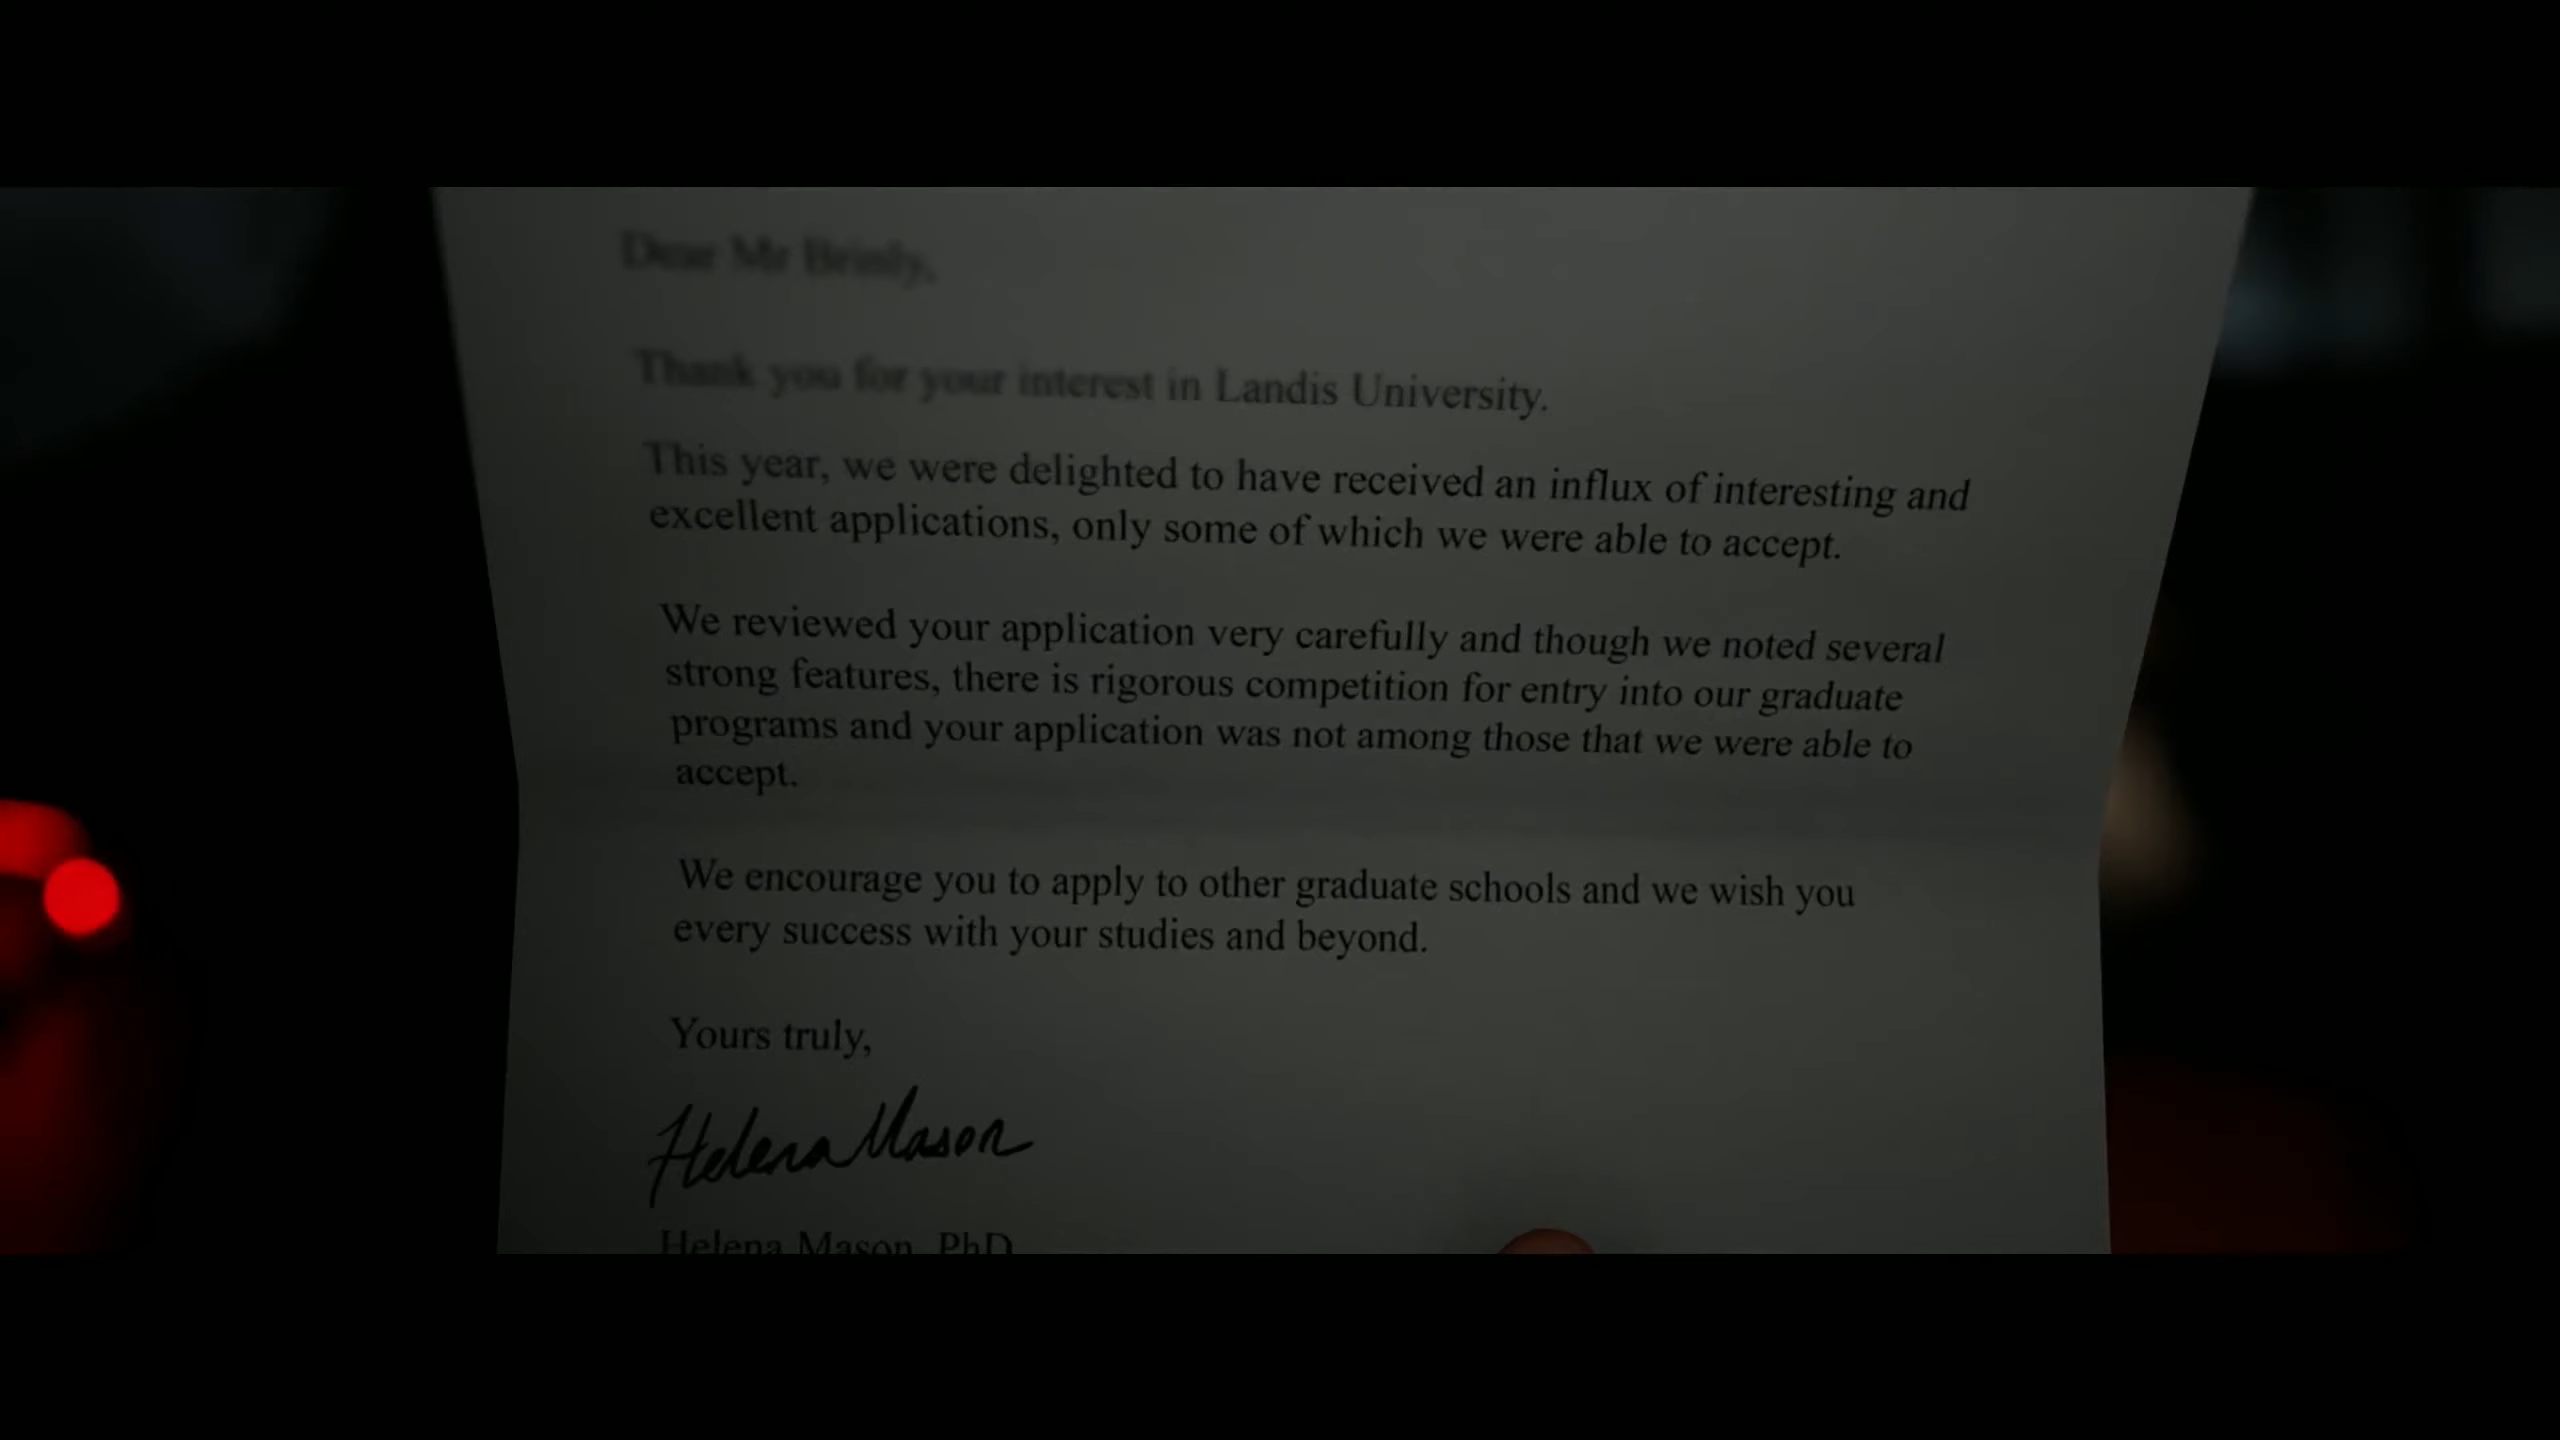 Dear Mr Brinly,
Thank you for your interest in Landis University.
This year, we were delighted to have received an influx of interesting and
excellent applications, only some of which we were able to accept.
We reviewed your application very carefully and though we noted several
strong features, there is rigorous competition for entry into our graduate
programs and your application was not among those that we were able to
accept.
We encourage you to apply to other graduate schools and we wish you
every success with your studies and beyond.
Yours truly,
Helena Mason
Helena Mason, PhD